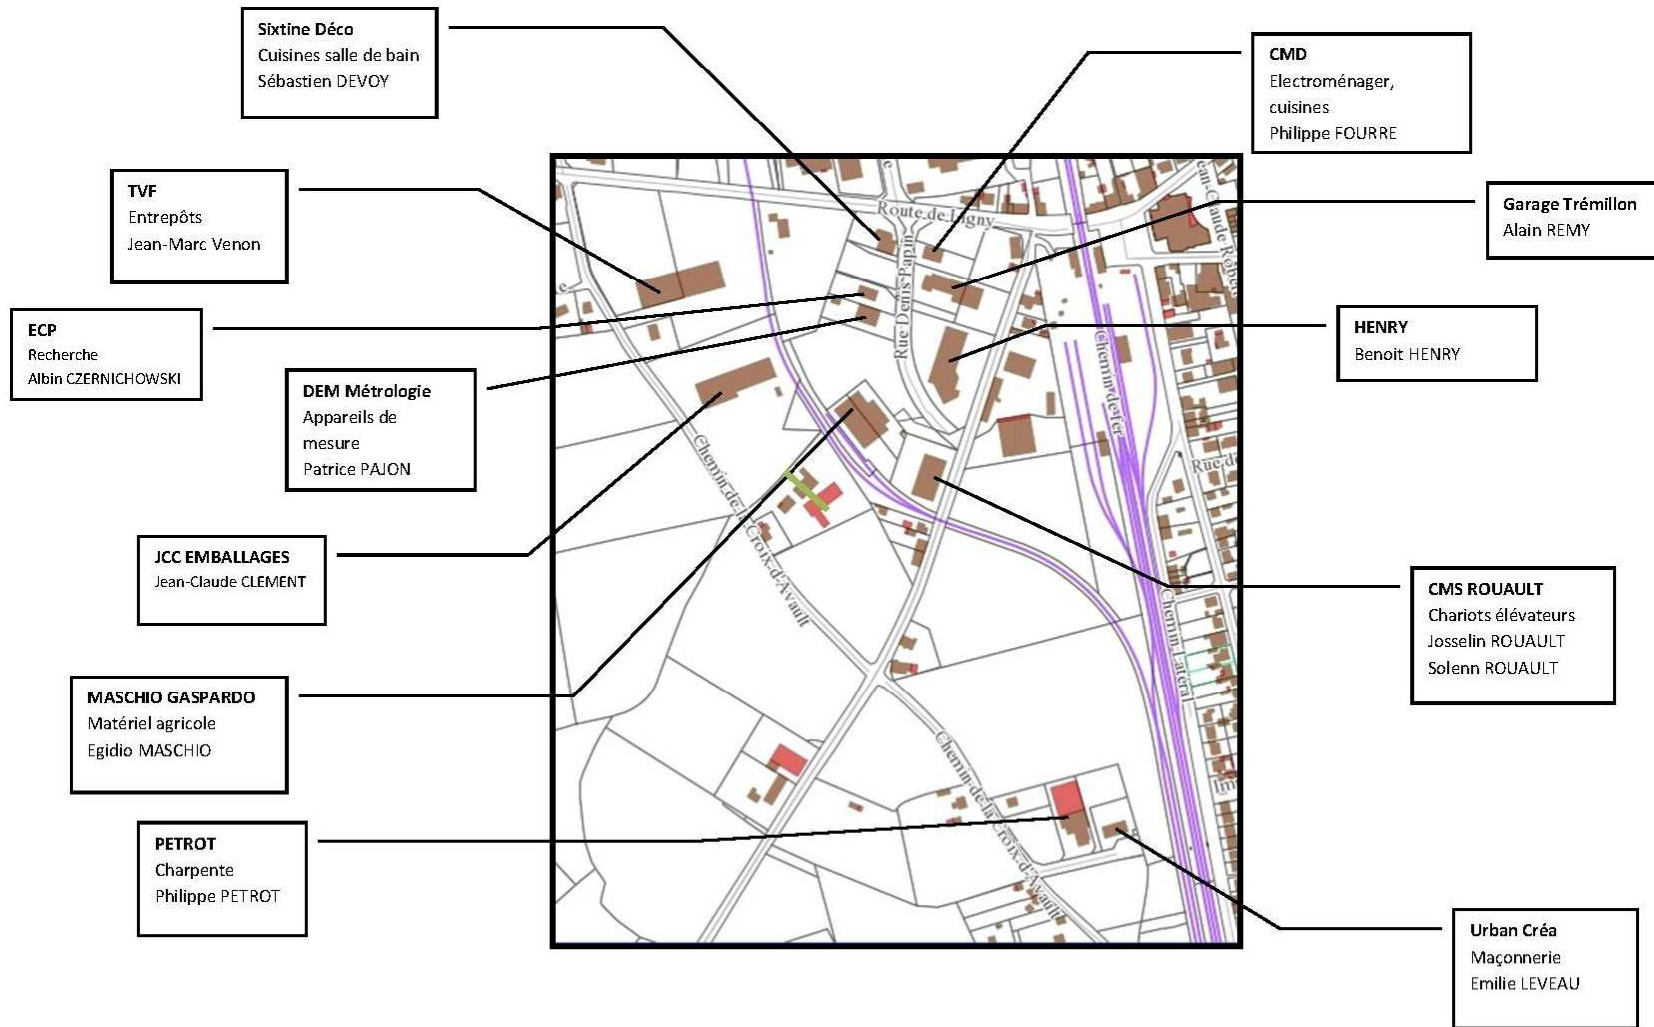 Sixtine Déco
Cuisines salle de bain
Sébastien DEVOY
CMD
Electroménager,
cuisines
Philippe FOURRE
TVF
Entrepôts
Jean-Marc Venon
Garage Trémillon
Alain REMY
ECP
Recherche
Albin CZERNICHOWSKI
HENRY
Benoit HENRY
DEM Métrologie
Appareils de
mesure
Patrice PAJON
JCC EMBALLAGES
Jean-Claude CLEMENT
CMS ROUAULT
Chariots élévateurs
Josselin ROUAULT
Solenn ROUAULT
MASCHIO GASPARDO
Matériel agricole
Egidio MASCHIO
PETROT
Charpente
Philippe PETROT
Urban Créa
Maçonnerie
Emilie LEVEAU
Route de Ligny
Rue Denis Papin
Chemin de fer
Rue de
Chemin de la Croix d'Avault
Chemin Latéral
Chemin de la Croix d'Avault
Im